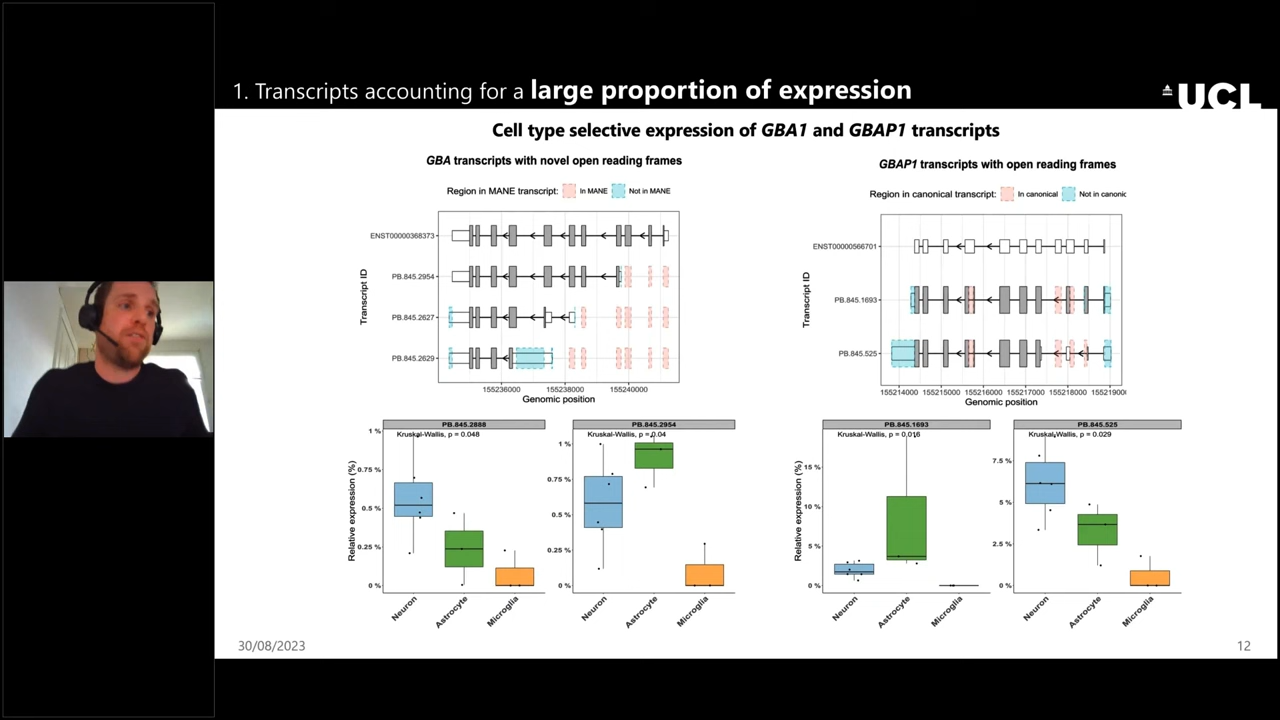 1. Transcripts accounting for a large proportion of expression
UCL
Cell type selective expression of GBA1 and GBAP1 transcripts
GBA transcripts with novel open reading frames
Region in MANE transcript: In MANE Not in MANE
Transcript ID
ENST00000368373
PB.845.2954
PB.845.2627
PB.845.2629
155236000 155238000 155240000
Genomic position
GBAP1 transcripts with open reading frames
Region in canonical transcript: In canonical Not in canonic
Transcript ID
ENST00000566701
PB.845.1693
PB.845.525
155214000 155215000 155216000 155217000 155218000 155219000
Genomic position
PB.845.2888
Kruskal-Wallis, p = 0.048
Relative expression (%)
1 %
0.75 %
0.5 %
0.25 %
0 %
Neuron
Astrocyte
Microglia
PB.845.2954
Kruskal-Wallis, p = 0.04
1 %
0.75 %
0.5 %
0.25 %
0 %
Neuron
Astrocyte
Microglia
PB.845.1693
Kruskal-Wallis, p = 0.016
Relative expression (%)
15 %
10 %
5 %
0 %
Neuron
Astrocyte
Microglia
PB.845.525
Kruskal-Wallis, p = 0.029
7.5 %
5 %
2.5 %
0 %
Neuron
Astrocyte
Microglia
30/08/2023
12